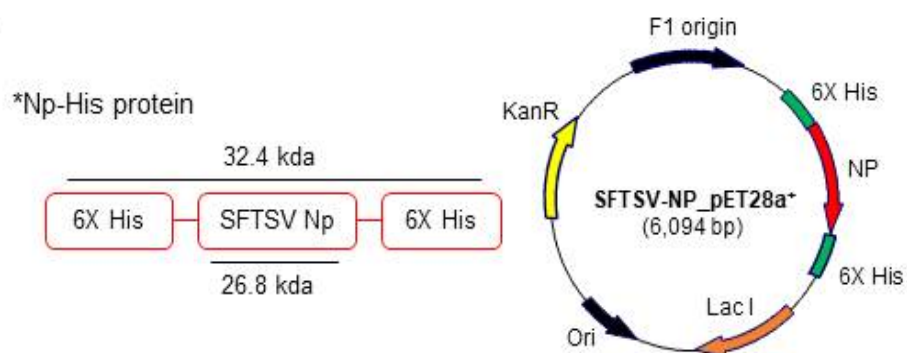 *Np-His protein
32.4 kda
6X His
SFTSV Np
6X His
26.8 kda
F1 origin
6X His
KanR
NP
SFTSV-NP_pET28a⁺
(6,094 bp)
6X His
Lac I
Ori